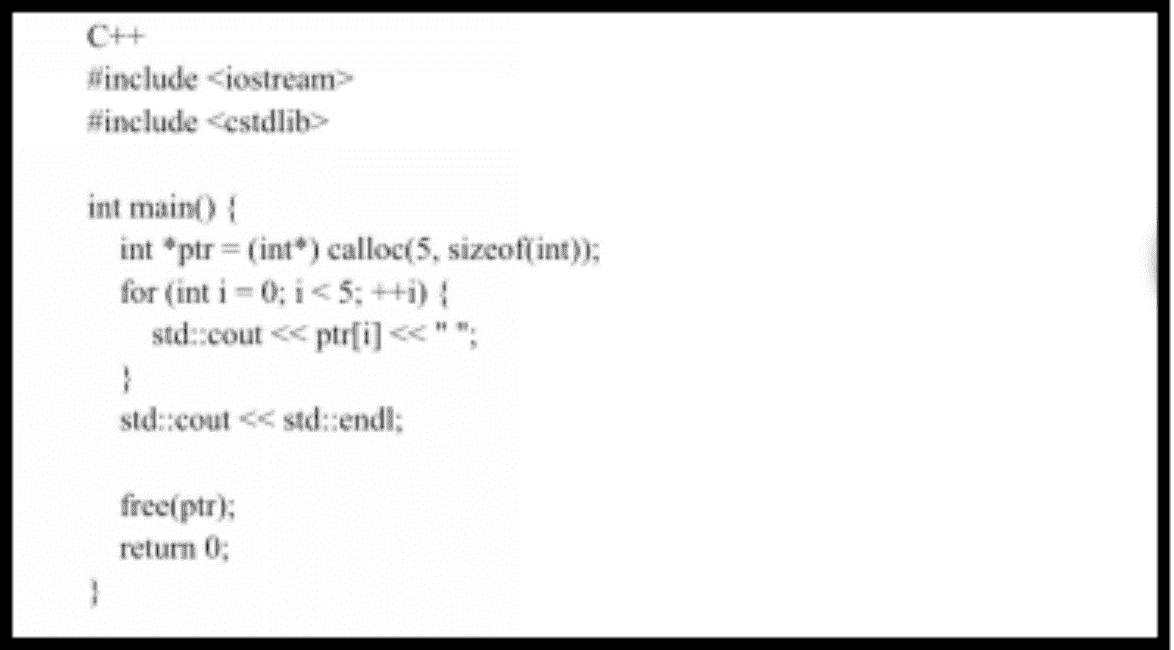 C++
#include <iostream>
#include <cstdlib>
int main() {
int *ptr = (int*) calloc(5, sizeof(int));
for (int i = 0; i < 5; ++i) {
std::cout << ptr[i] << " ";
}
std::cout << std::endl;
free(ptr);
return 0;
}